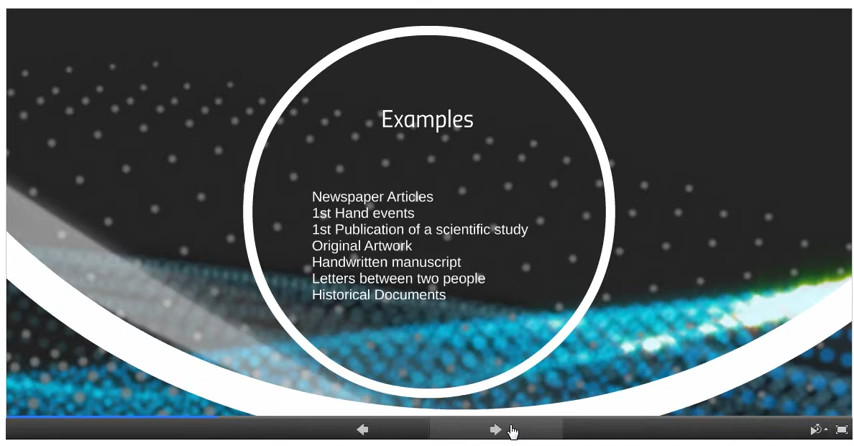 Examples
Newspaper Articles
1st Hand events
1st Publication of a scientific study
Original Artwork
Handwritten manuscript
Letters between two people
Historical Documents